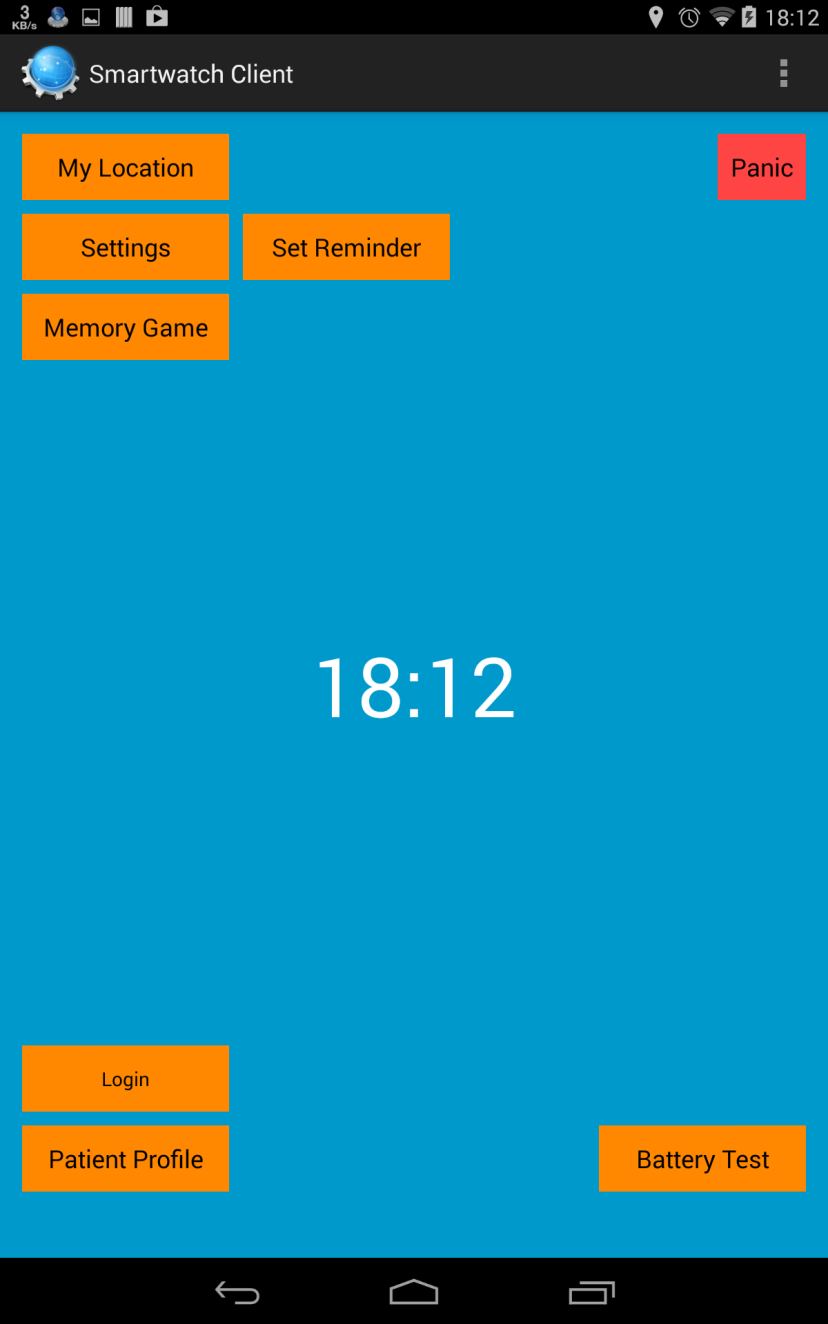 3
KB/s
18:12
Smartwatch Client
My Location
Panic
Settings
Set Reminder
Memory Game
18:12
Login
Patient Profile
Battery Test